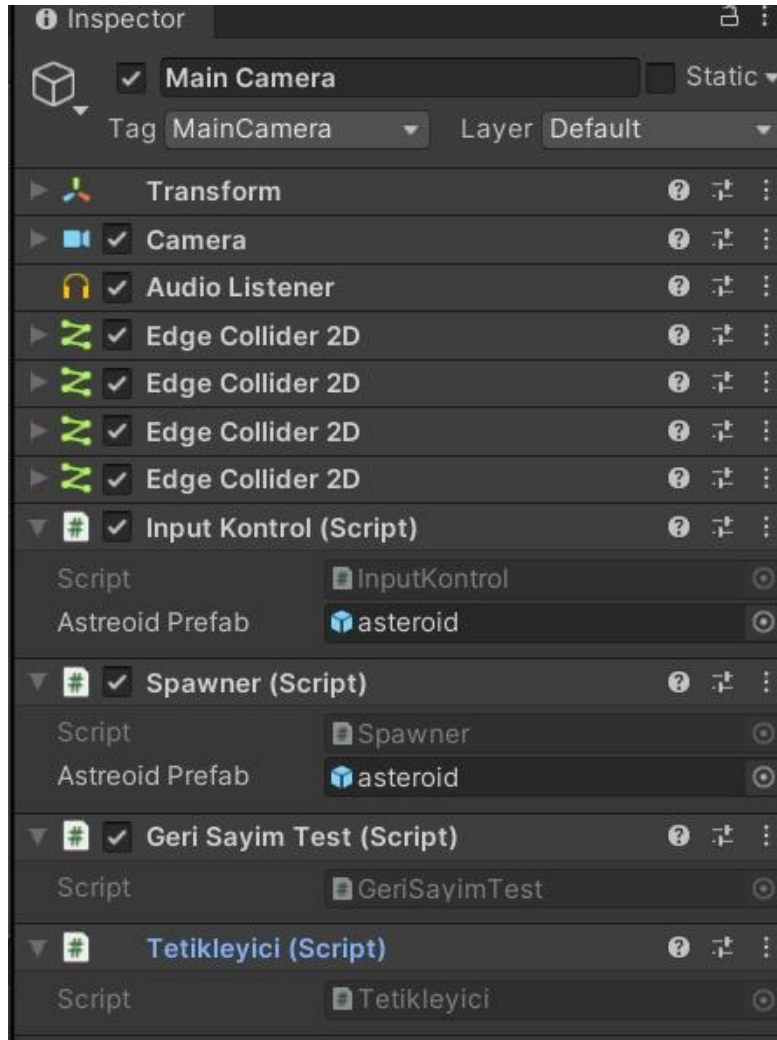 Inspector
Main Camera Static
Tag MainCamera Layer Default
Transform
Camera
Audio Listener
Edge Collider 2D
Edge Collider 2D
Edge Collider 2D
Edge Collider 2D
# Input Kontrol (Script)
Script # InputKontrol
Astreoid Prefab asteroid
# Spawner (Script)
Script # Spawner
Astreoid Prefab asteroid
# Geri Sayim Test (Script)
Script # GeriSayimTest
# Tetikleyici (Script)
Script # Tetikleyici